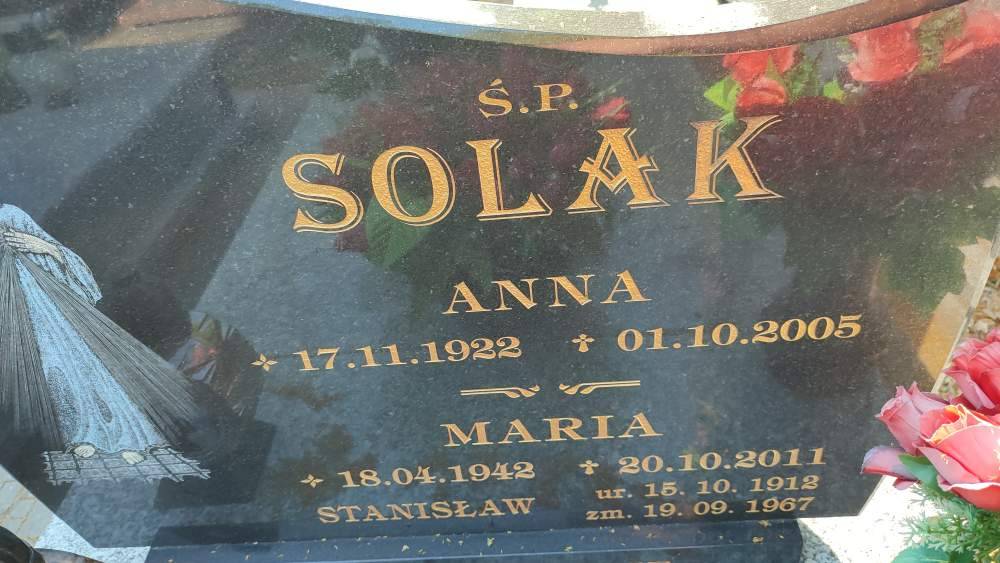 Ś.P.
SOLAK
ANNA
17.11.1922 01.10.2005
MARIA
18.04.1942 20.10.2011
STANISŁAW ur. 15. 10. 1912
zm. 19. 09. 1967